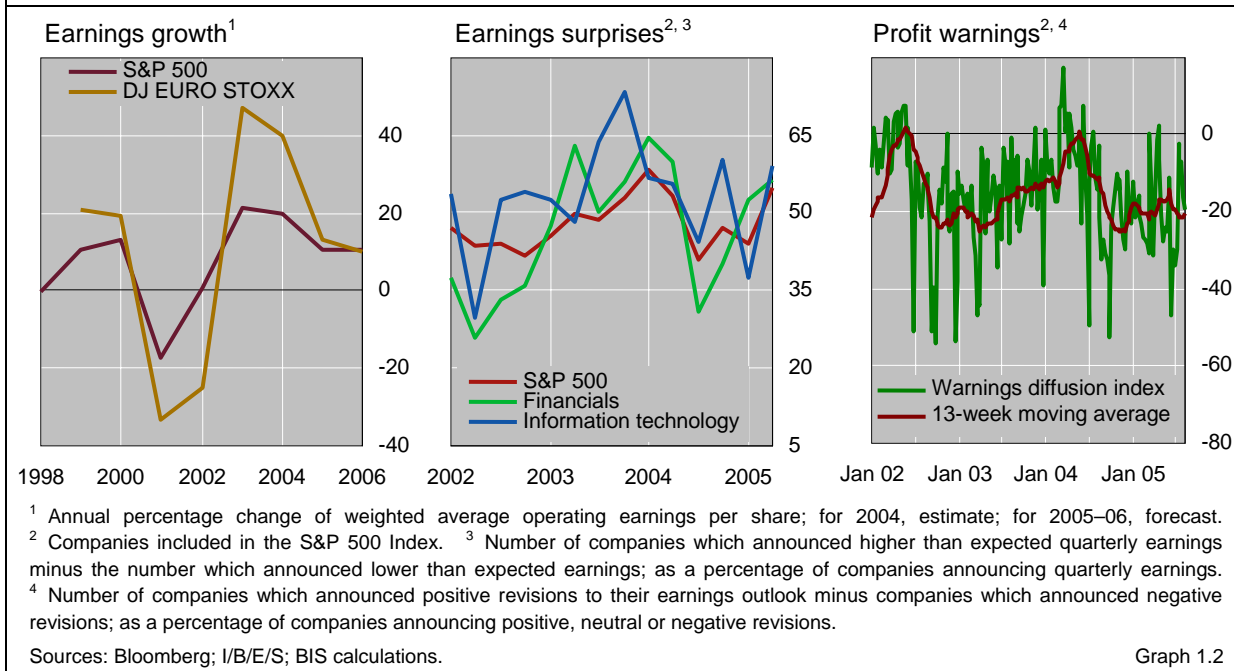 Earnings growth¹
Earnings surprises²,³
Profit warnings²,⁴
S&P 500
DJ EURO STOXX
40
20
0
-20
-40
1998 2000 2002 2004 2006
65
50
35
20
5
S&P 500
Financials
Information technology
2002 2003 2004 2005
0
-20
-40
-60
-80
Warnings diffusion index
13-week moving average
Jan 02 Jan 03 Jan 04 Jan 05
¹ Annual percentage change of weighted average operating earnings per share; for 2004, estimate; for 2005–06, forecast.
² Companies included in the S&P 500 Index. ³ Number of companies which announced higher than expected quarterly earnings
minus the number which announced lower than expected earnings; as a percentage of companies announcing quarterly earnings.
⁴ Number of companies which announced positive revisions to their earnings outlook minus companies which announced negative
revisions; as a percentage of companies announcing positive, neutral or negative revisions.
Sources: Bloomberg; I/B/E/S; BIS calculations. Graph 1.2